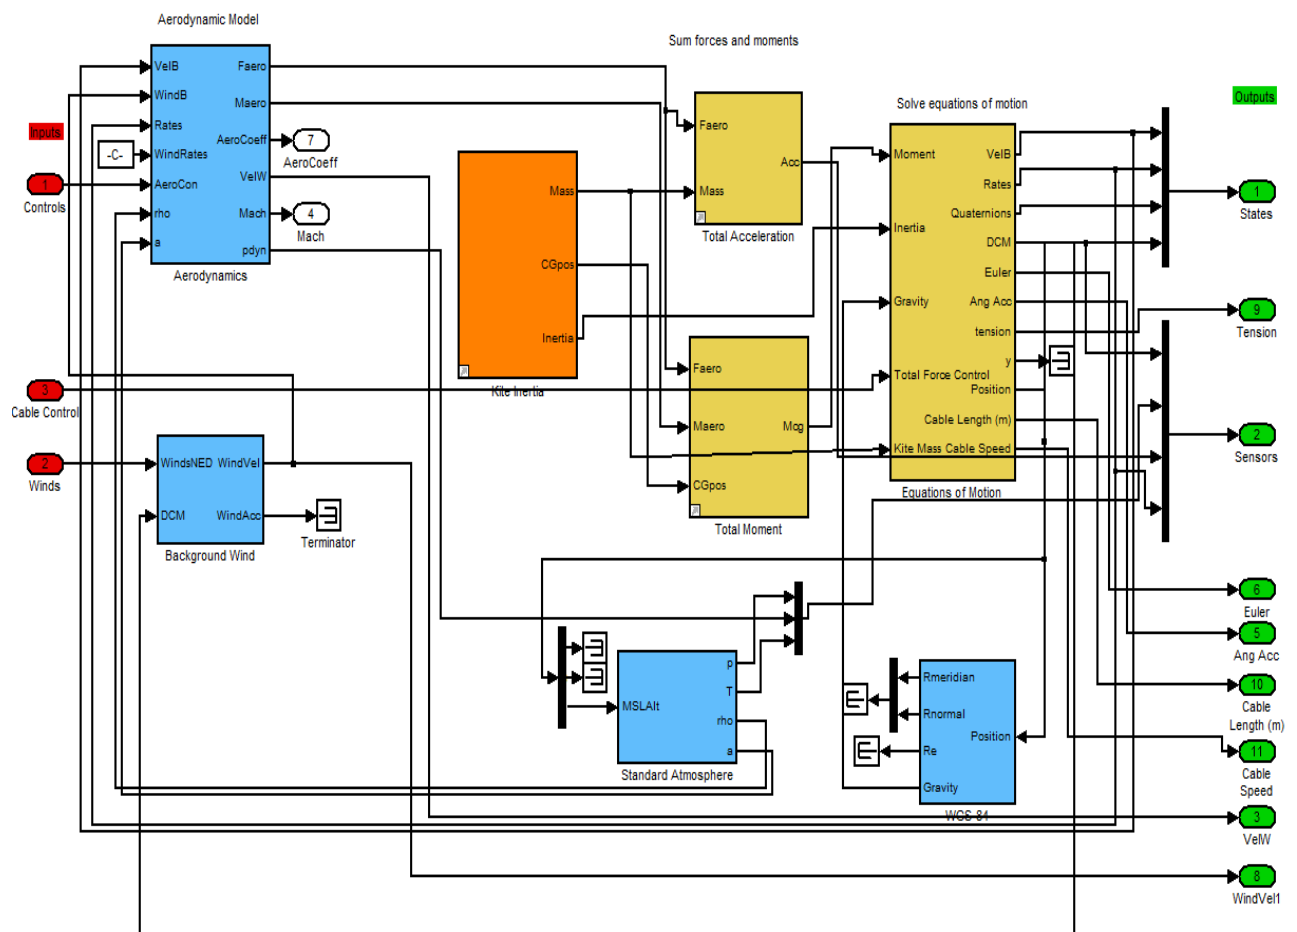 Aerodynamic Model
VelB
WindB
Rates
WindRates
AeroCon
rho
a
Faero
Maero
AeroCoeff
VelW
Mach
pdyn
Aerodynamics
Inputs
-C-
1
Controls
7
AeroCoeff
4
Mach
3
Cable Control
2
Winds
WindsNED
WindVel
DCM
WindAcc
Background Wind
Terminator
Mass
CGpos
Inertia
Kite Inertia
Sum forces and moments
Faero
Acc
Mass
Total Acceleration
Faero
Maero
Mcg
CGpos
Total Moment
Solve equations of motion
Moment
Inertia
Gravity
Total Force Control
Kite Mass
VelB
Rates
Quaternions
DCM
Euler
Ang Acc
tension
y
Position
Cable Length (m)
Cable Speed
Equations of Motion
MSLAlt
p
T
rho
a
Standard Atmosphere
Rmeridian
Rnormal
Re
Gravity
Position
WGS-84
Outputs
1
States
9
Tension
2
Sensors
6
Euler
5
Ang Acc
10
Cable
Length (m)
11
Cable
Speed
3
VelW
8
WindVel1